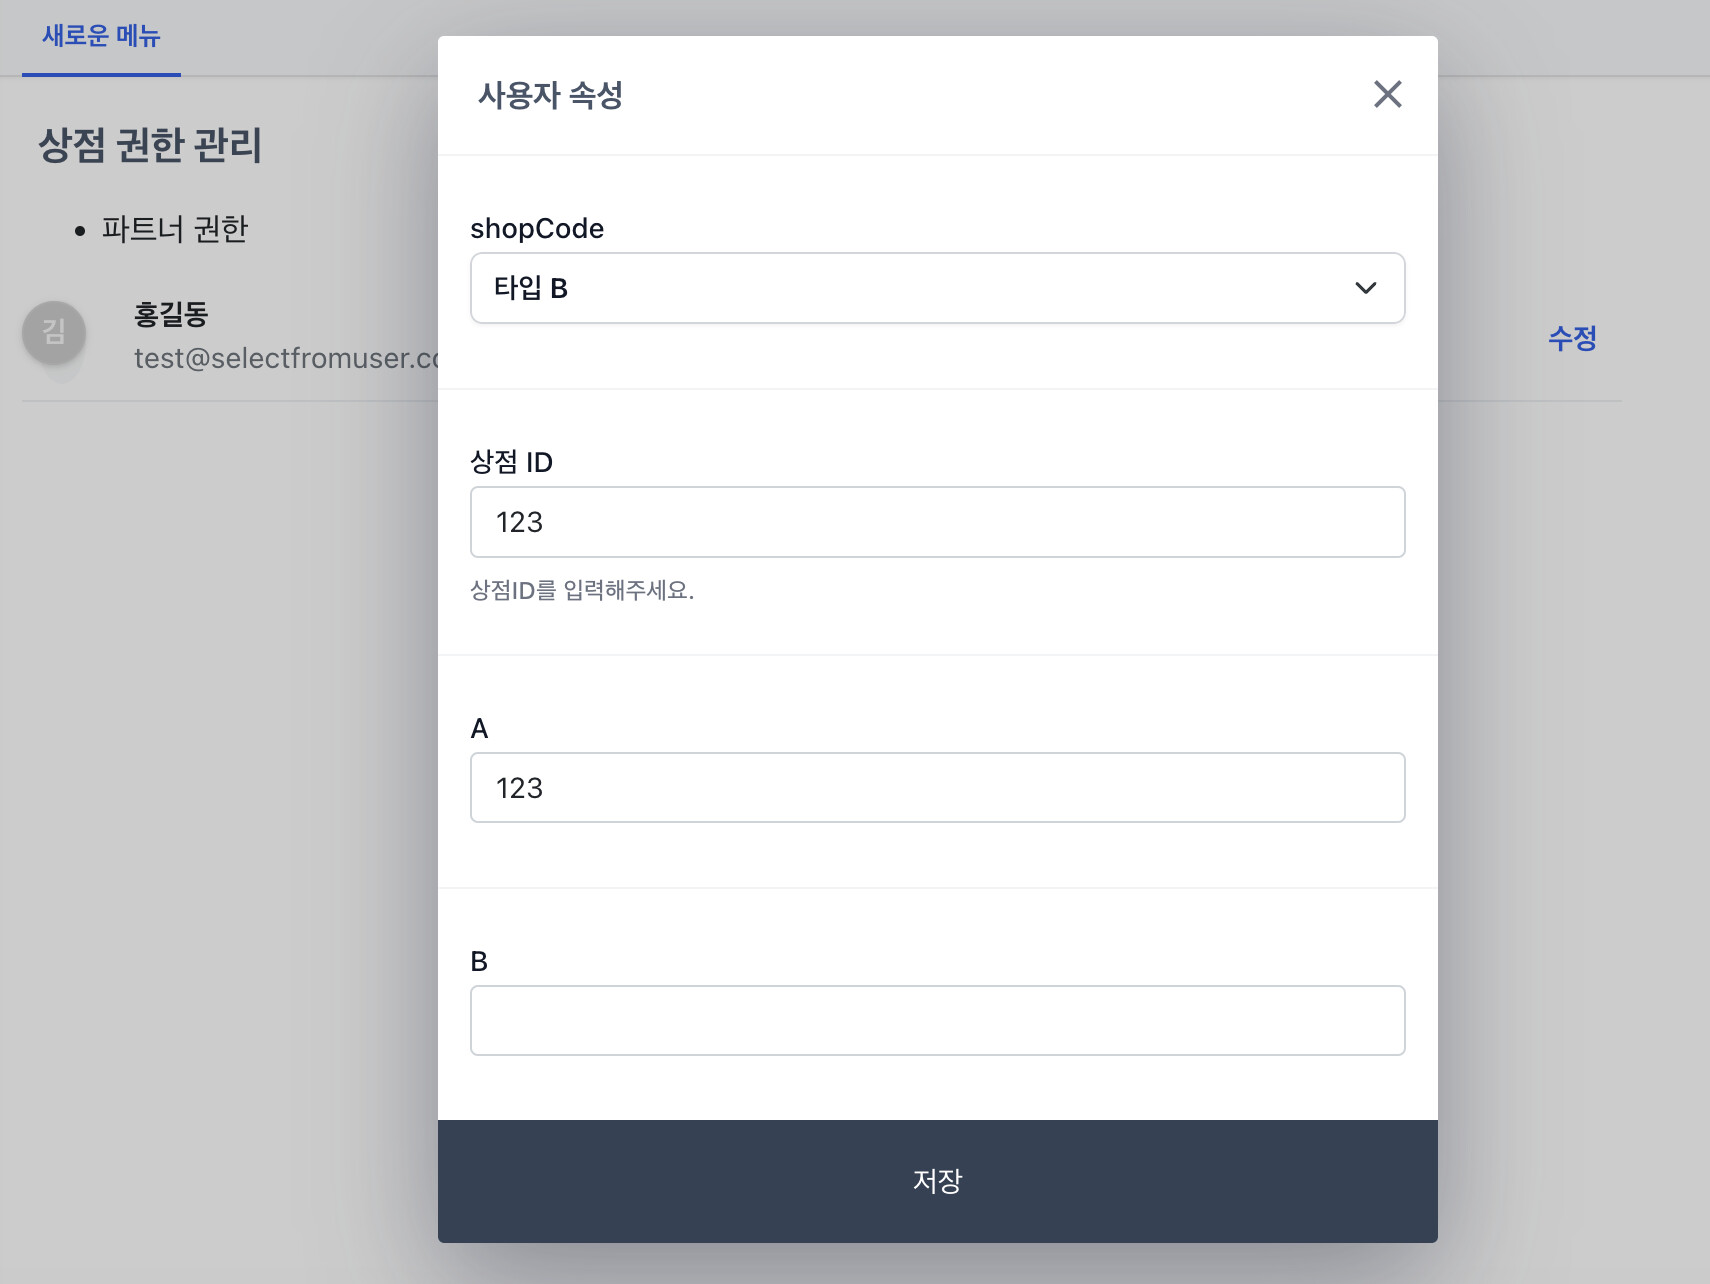 새로운 메뉴
상점 권한 관리
• 파트너 권한
김
홍길동
test@selectfromuser.co
수정
사용자 속성
shopCode
타입 B
상점 ID
123
상점ID를 입력해주세요.
A
123
B
저장